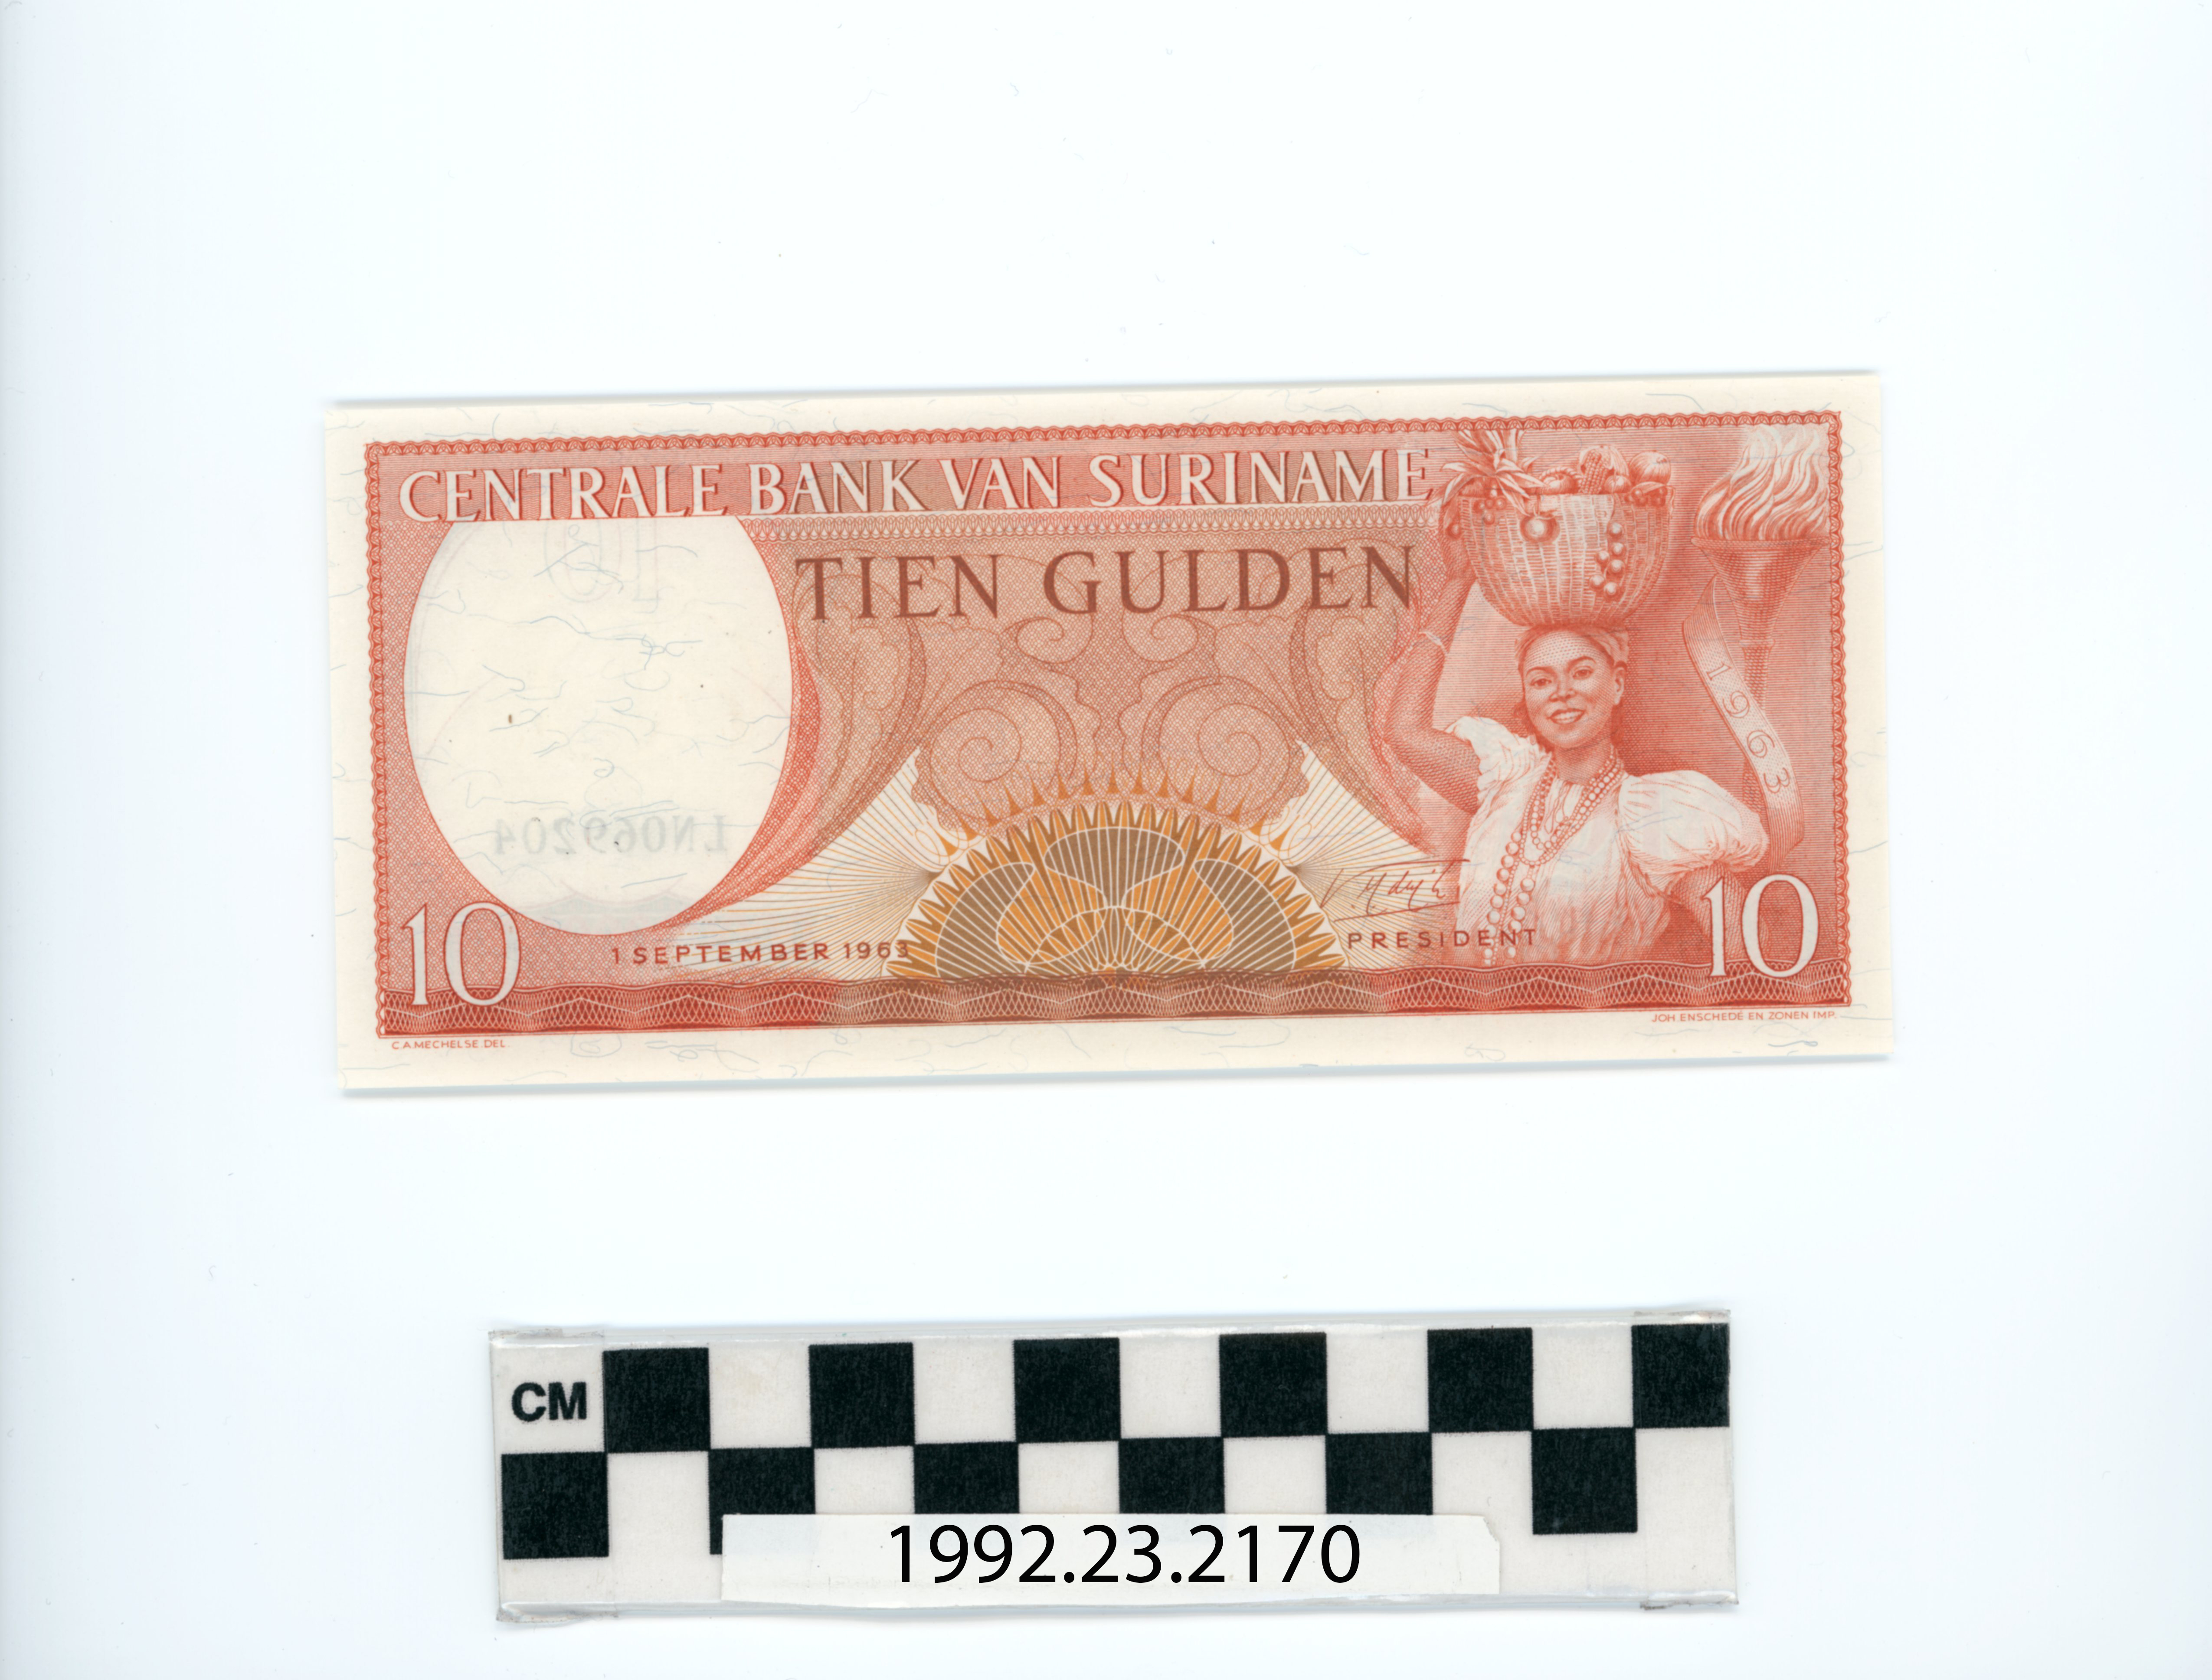 CENTRALE BANK VAN SURINAME
TIEN GULDEN
1963
LN069204
10
1 SEPTEMBER 1963
PRESIDENT
10
C.A.MECHELSE.DEL.
JOH.ENSCHEDÉ EN ZONEN IMP.
CM
1992.23.2170